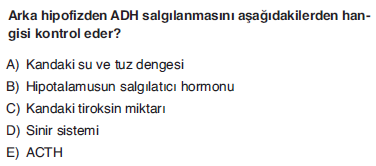 Arka hipofizden ADH salgılanmasını aşağıdakilerden han-
gisi kontrol eder?
A) Kandaki su ve tuz dengesi
B) Hipotalamusun salgılatıcı hormonu
C) Kandaki tiroksin miktarı
D) Sinir sistemi
E) ACTH